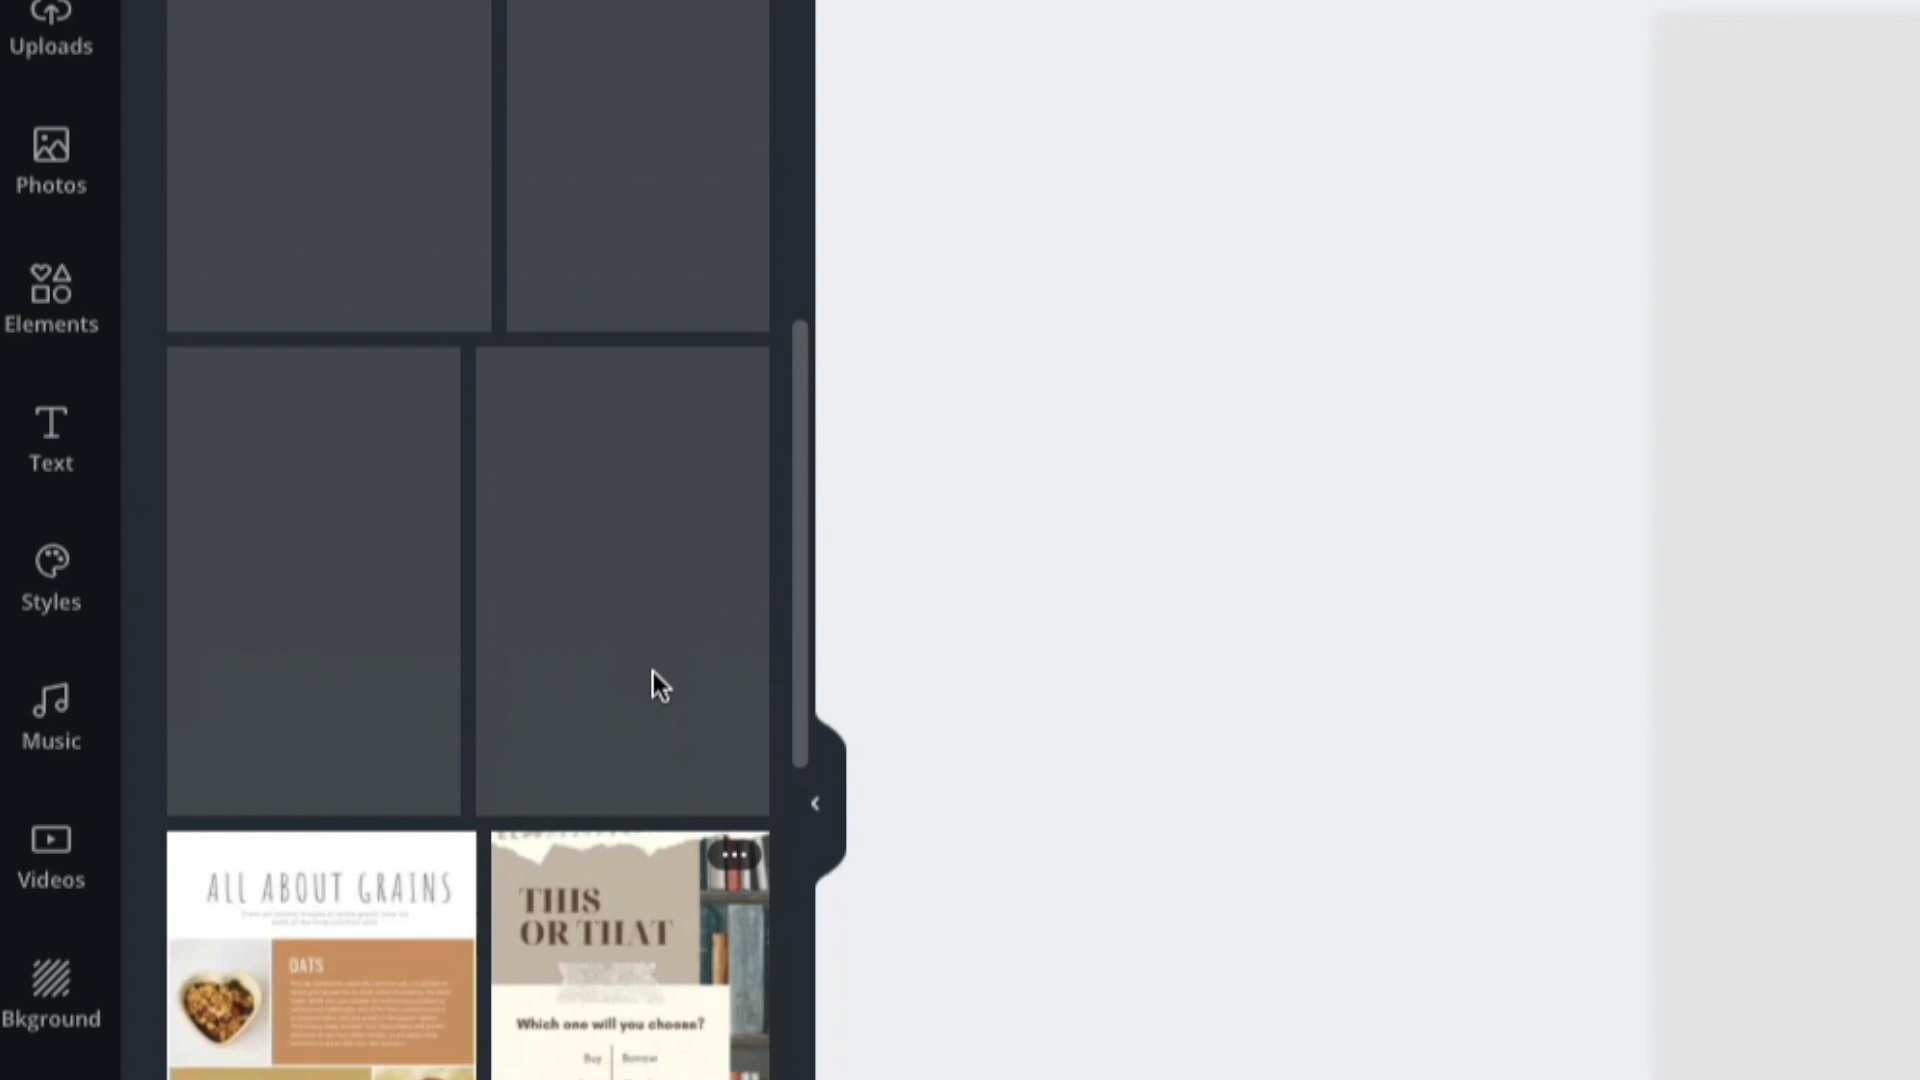 Uploads
Photos
Elements
Text
Styles
Music
Videos
Bkground
ALL ABOUT GRAINS
OATS
THIS
OR THAT
Which one will you choose?
Buy
Borrow